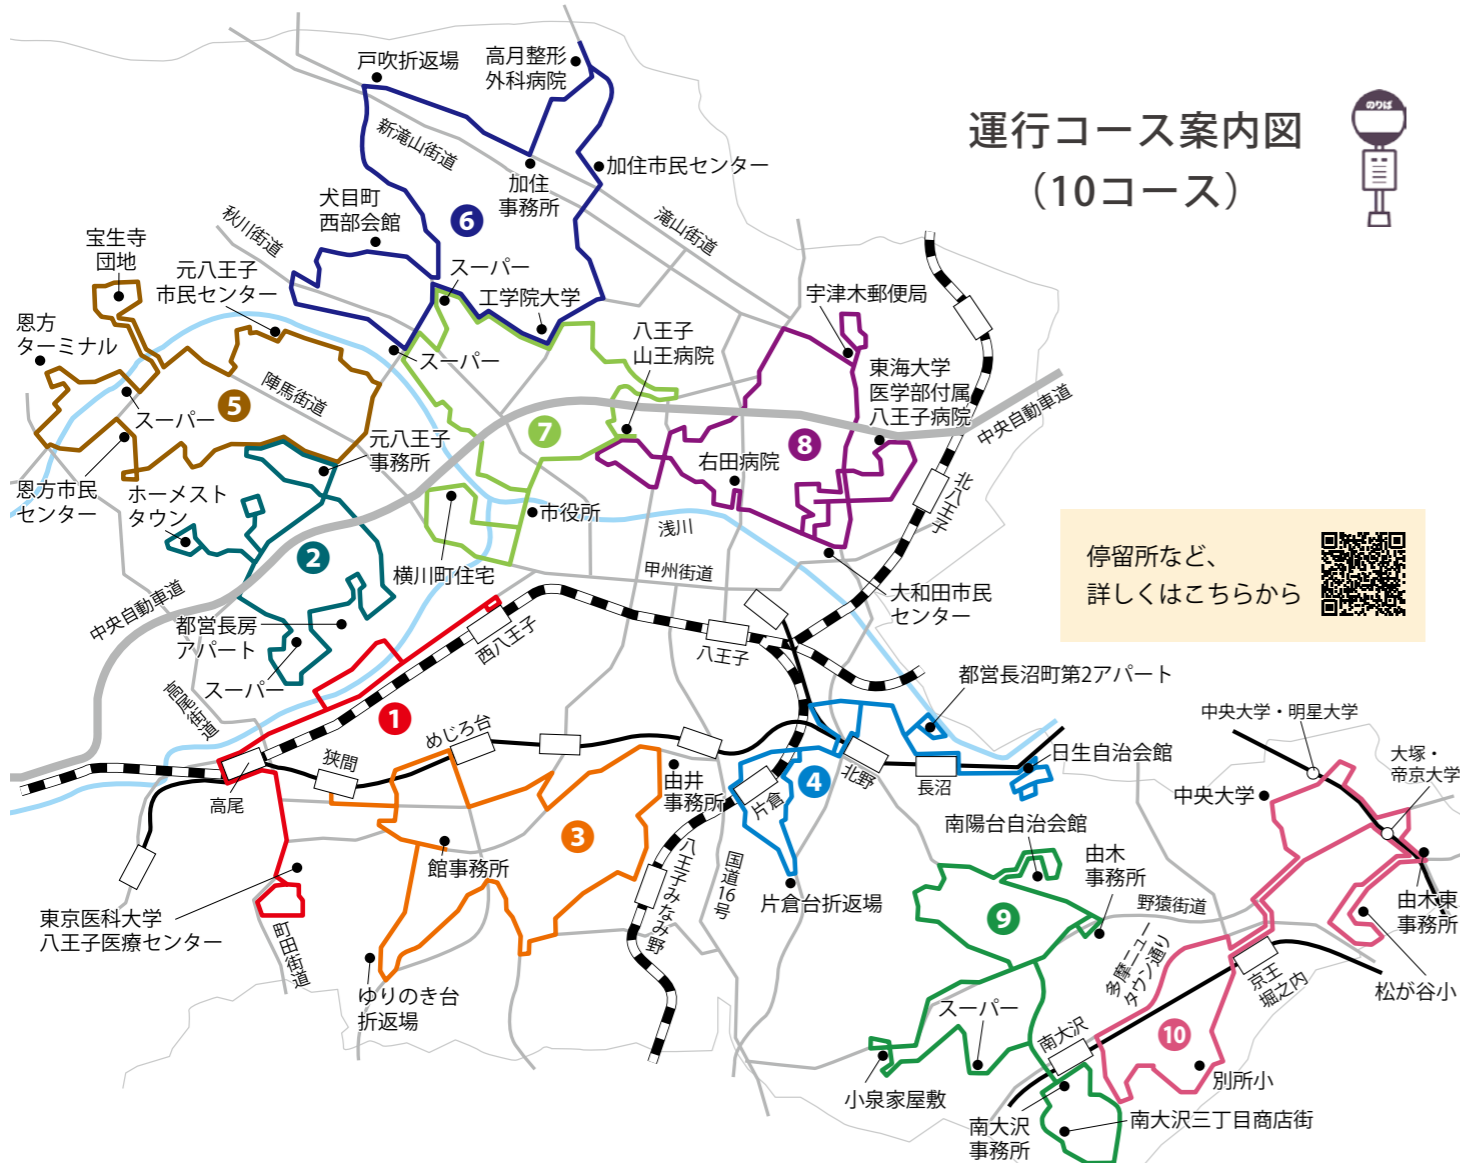 運行コース案内図
（10コース）
のりば
戸吹折返場
高月整形
外科病院
新滝山街道
加住
事務所
加住市民センター
滝山街道
犬目町
西部会館
秋川街道
6
宝生寺
団地
元八王子
市民センター
スーパー
工学院大学
恩方
ターミナル
スーパー
陣馬街道
5
スーパー
八王子
山王病院
宇津木郵便局
東海大学
医学部付属
八王子病院
中央自動車道
7
8
元八王子
事務所
右田病院
恩方市民
センター
ホーメスト
タウン
市役所
浅川
北八王子
停留所など、
詳しくはこちらから
2
横川町住宅
甲州街道
大和田市民
センター
中央自動車道
都営長房
アパート
西八王子
八王子
スーパー
高尾街道
1
めじろ台
都営長沼町第2アパート
中央大学・明星大学
狭間
高尾
由井
事務所
片倉
4
北野
長沼
日生自治会館
大塚・
帝京大学
中央大学
3
館事務所
八王子みなみ野
国道16号
片倉台折返場
南陽台自治会館
由木
事務所
野猿街道
由木東
事務所
東京医科大学
八王子医療センター
町田街道
9
多摩ニュー
タウン通り
京王
堀之内
松が谷小
ゆりのき台
折返場
スーパー
南大沢
10
小泉家屋敷
別所小
南大沢
事務所
南大沢三丁目商店街